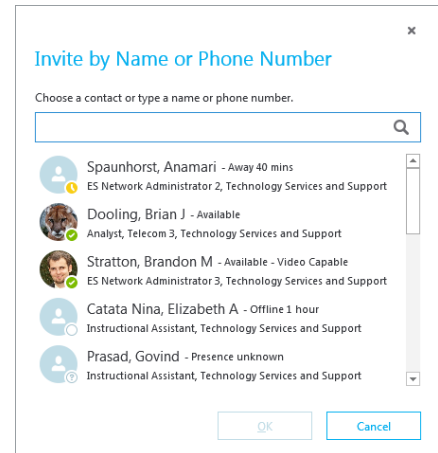 Invite by Name or Phone Number
Choose a contact or type a name or phone number.
Spaunhorst, Anamari - Away 40 mins
ES Network Administrator 2, Technology Services and Support
Dooling, Brian J - Available
Analyst, Telecom 3, Technology Services and Support
Stratton, Brandon M - Available - Video Capable
ES Network Administrator 3, Technology Services and Support
Catata Nina, Elizabeth A - Offline 1 hour
Instructional Assistant, Technology Services and Support
Prasad, Govind - Presence unknown
Instructional Assistant, Technology Services and Support
OK Cancel